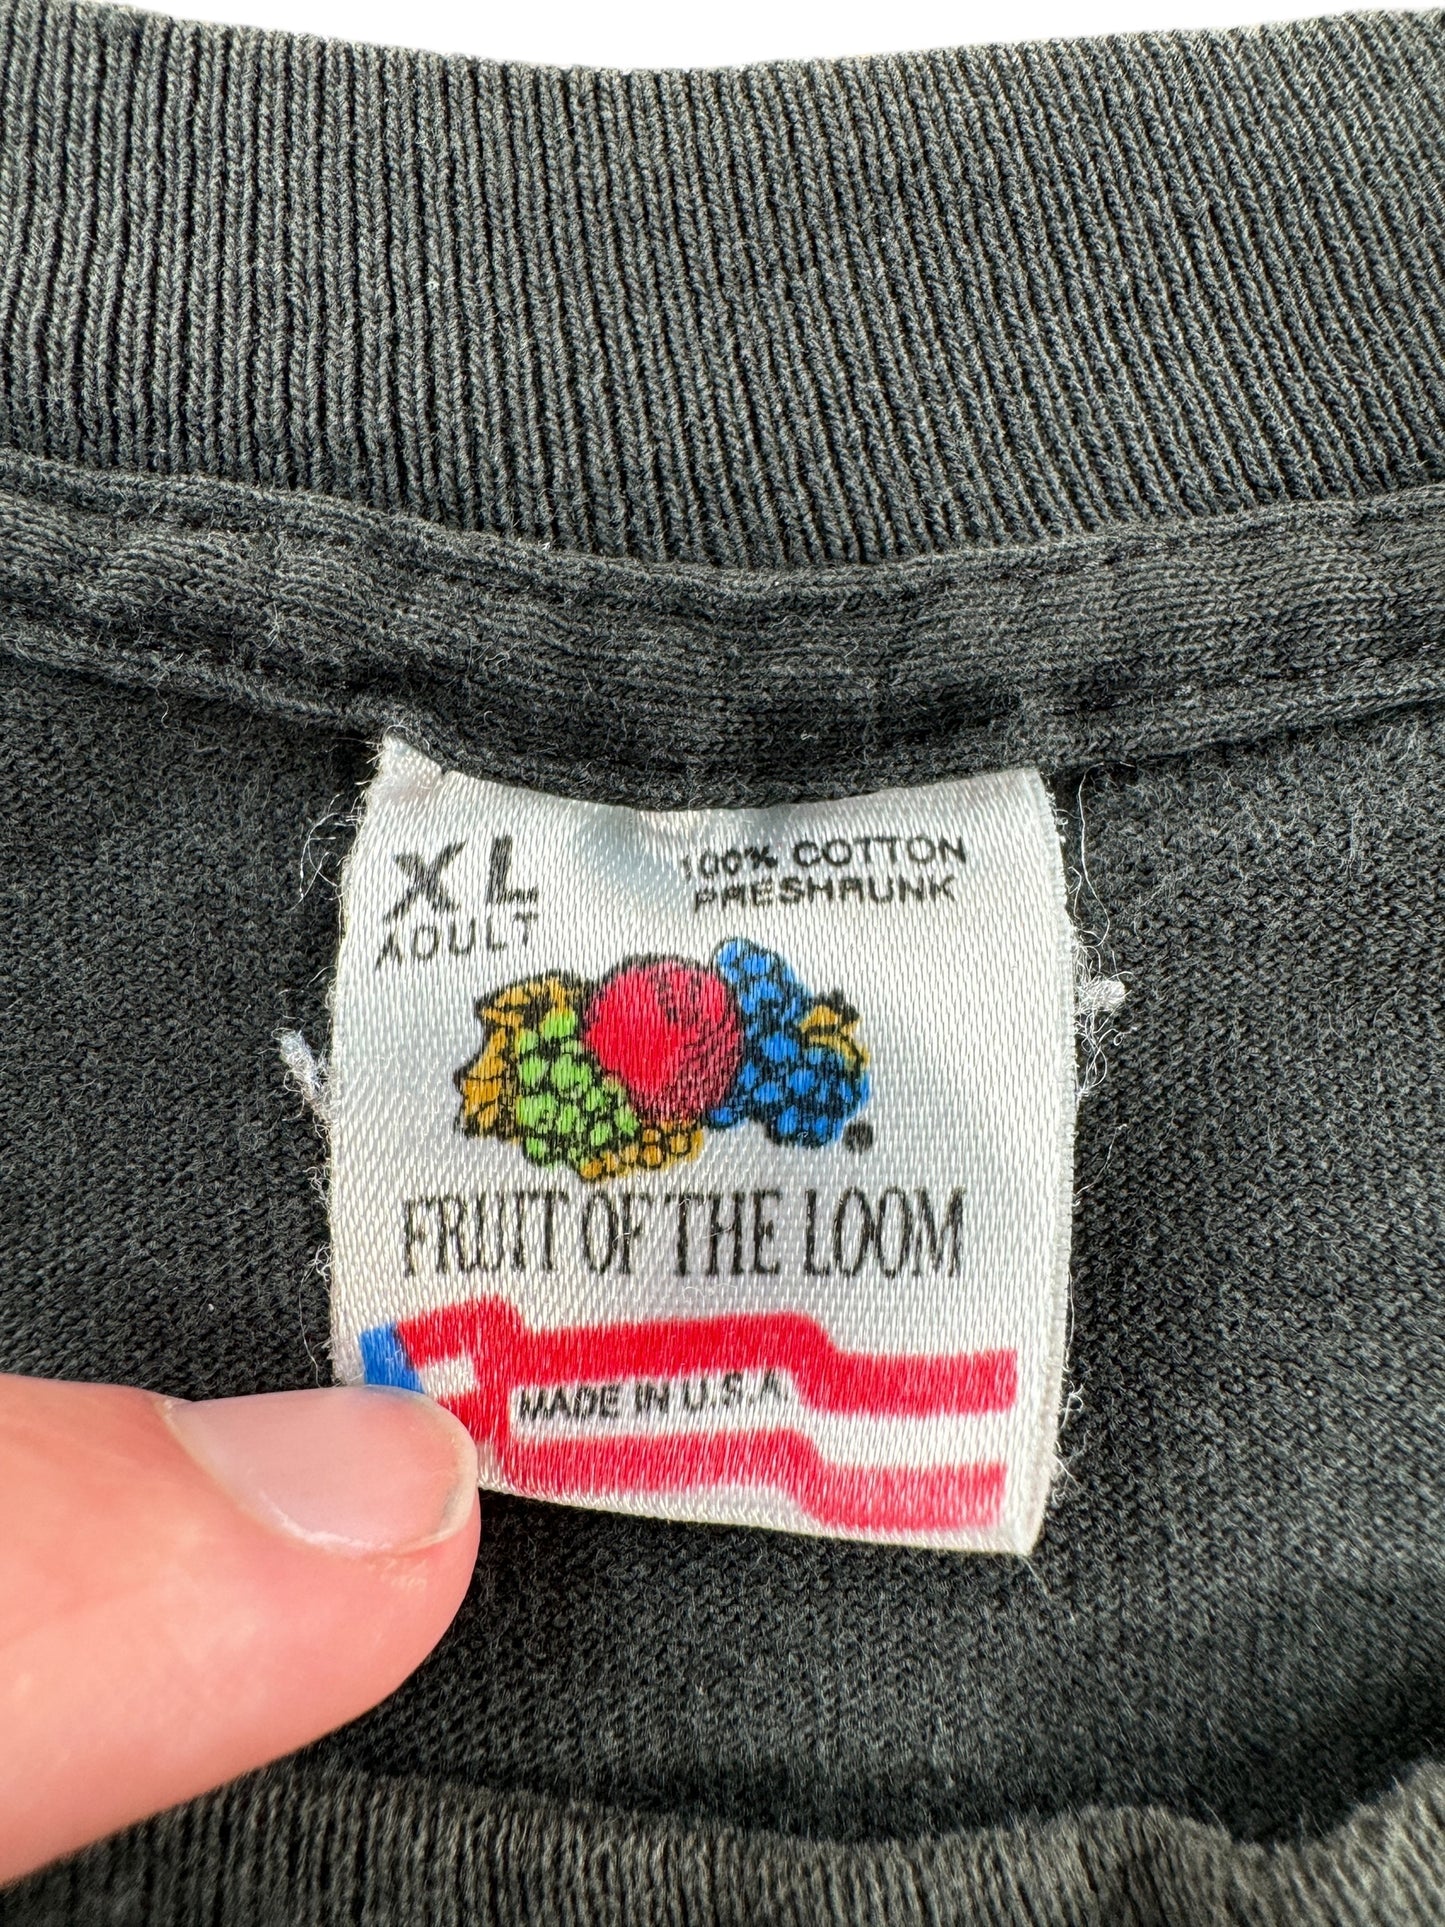 XL
ADULT
100% COTTON
PRESHRUNK
FRUIT OF THE LOOM
MADE IN U.S.A.